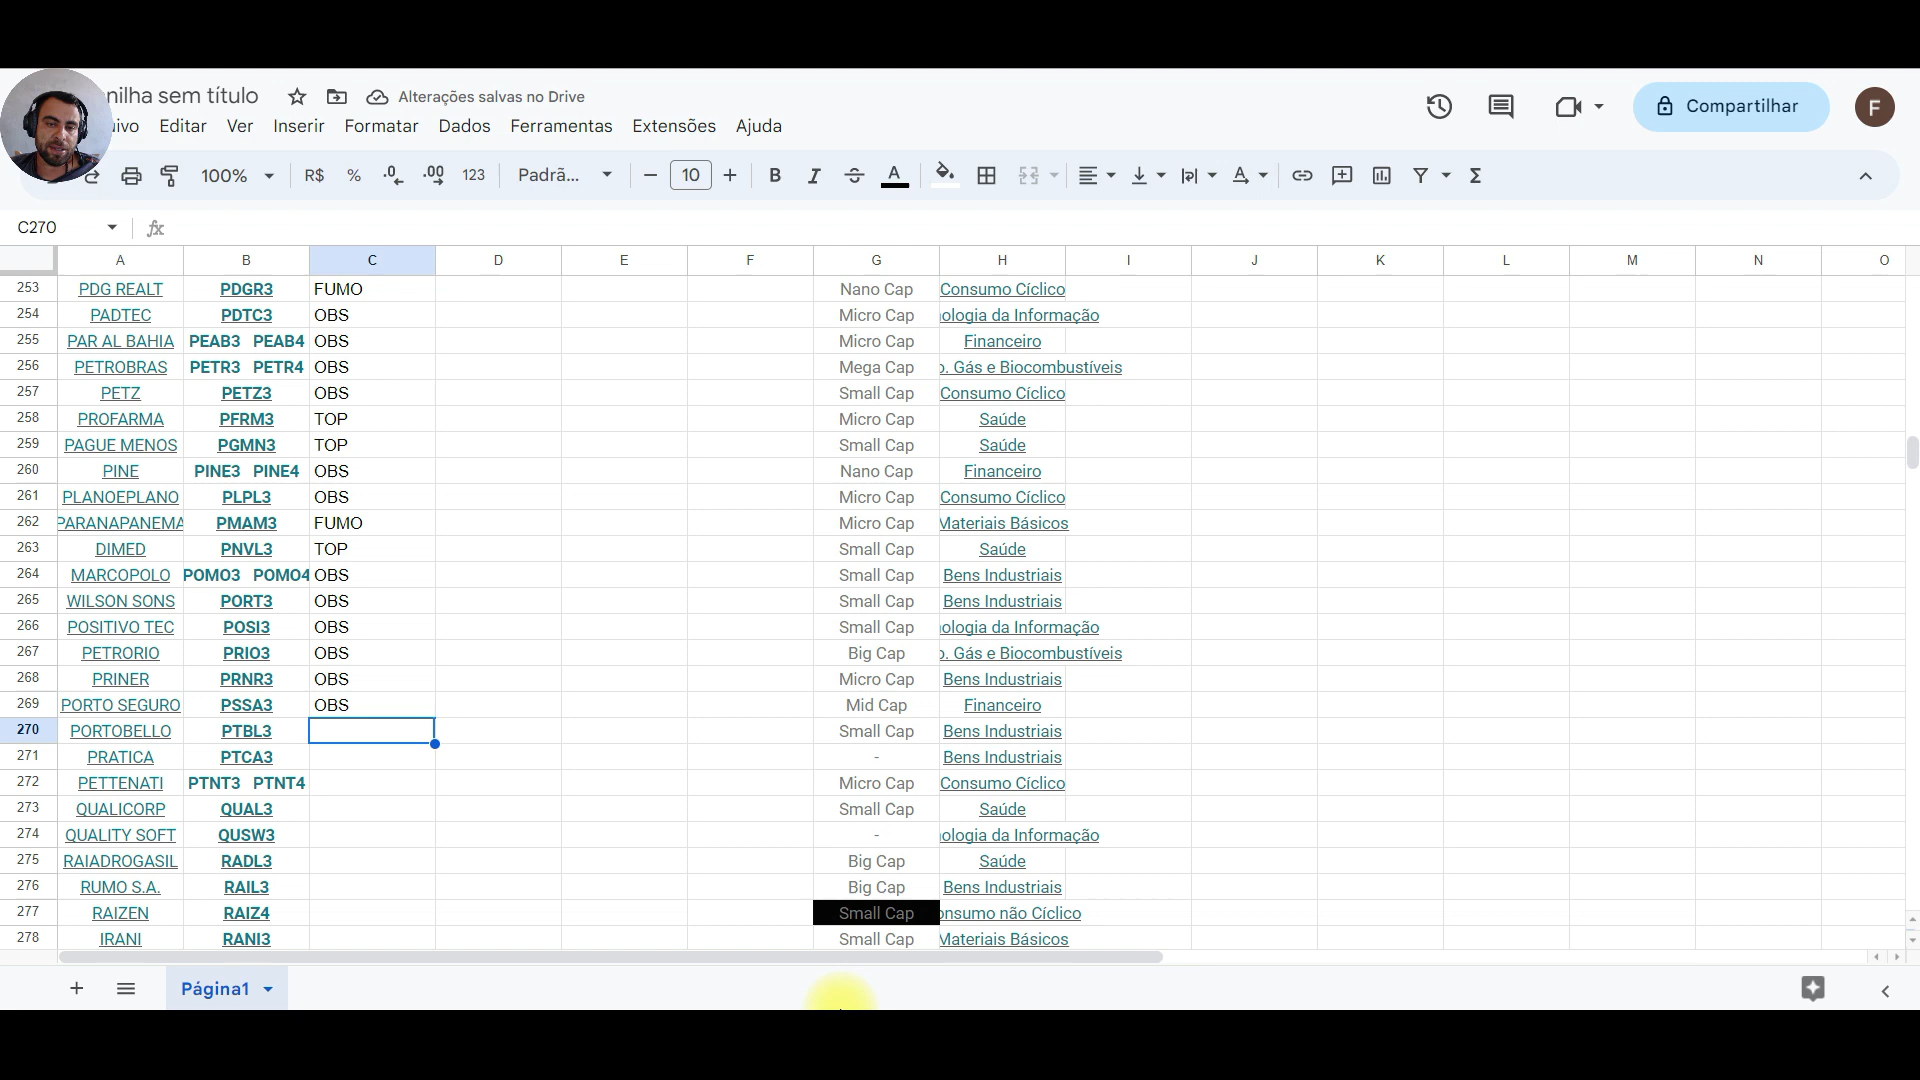 nilha sem título Alterações salvas no Drive
ivo Editar Ver Inserir Formatar Dados Ferramentas Extensões Ajuda
Compartilhar F
100% R$ % .0 .00 123 Padrã... − 10 + B I S A Σ
C270 fx
A B C D E F G H I J K L M N O
253 PDG REALT PDGR3 FUMO Nano Cap Consumo Cíclico
254 PADTEC PDTC3 OBS Micro Cap ologia da Informação
255 PAR AL BAHIA PEAB3 PEAB4 OBS Micro Cap Financeiro
256 PETROBRAS PETR3 PETR4 OBS Mega Cap o. Gás e Biocombustíveis
257 PETZ PETZ3 OBS Small Cap Consumo Cíclico
258 PROFARMA PFRM3 TOP Micro Cap Saúde
259 PAGUE MENOS PGMN3 TOP Small Cap Saúde
260 PINE PINE3 PINE4 OBS Nano Cap Financeiro
261 PLANOEPLANO PLPL3 OBS Micro Cap Consumo Cíclico
262 PARANAPANEMA PMAM3 FUMO Micro Cap Materiais Básicos
263 DIMED PNVL3 TOP Small Cap Saúde
264 MARCOPOLO POMO3 POMO4 OBS Small Cap Bens Industriais
265 WILSON SONS PORT3 OBS Small Cap Bens Industriais
266 POSITIVO TEC POSI3 OBS Small Cap ologia da Informação
267 PETRORIO PRIO3 OBS Big Cap o. Gás e Biocombustíveis
268 PRINER PRNR3 OBS Micro Cap Bens Industriais
269 PORTO SEGURO PSSA3 OBS Mid Cap Financeiro
270 PORTOBELLO PTBL3 Small Cap Bens Industriais
271 PRATICA PTCA3 - Bens Industriais
272 PETTENATI PTNT3 PTNT4 Micro Cap Consumo Cíclico
273 QUALICORP QUAL3 Small Cap Saúde
274 QUALITY SOFT QUSW3 - ologia da Informação
275 RAIADROGASIL RADL3 Big Cap Saúde
276 RUMO S.A. RAIL3 Big Cap Bens Industriais
277 RAIZEN RAIZ4 Small Cap onsumo não Cíclico
278 IRANI RANI3 Small Cap Materiais Básicos
Página1